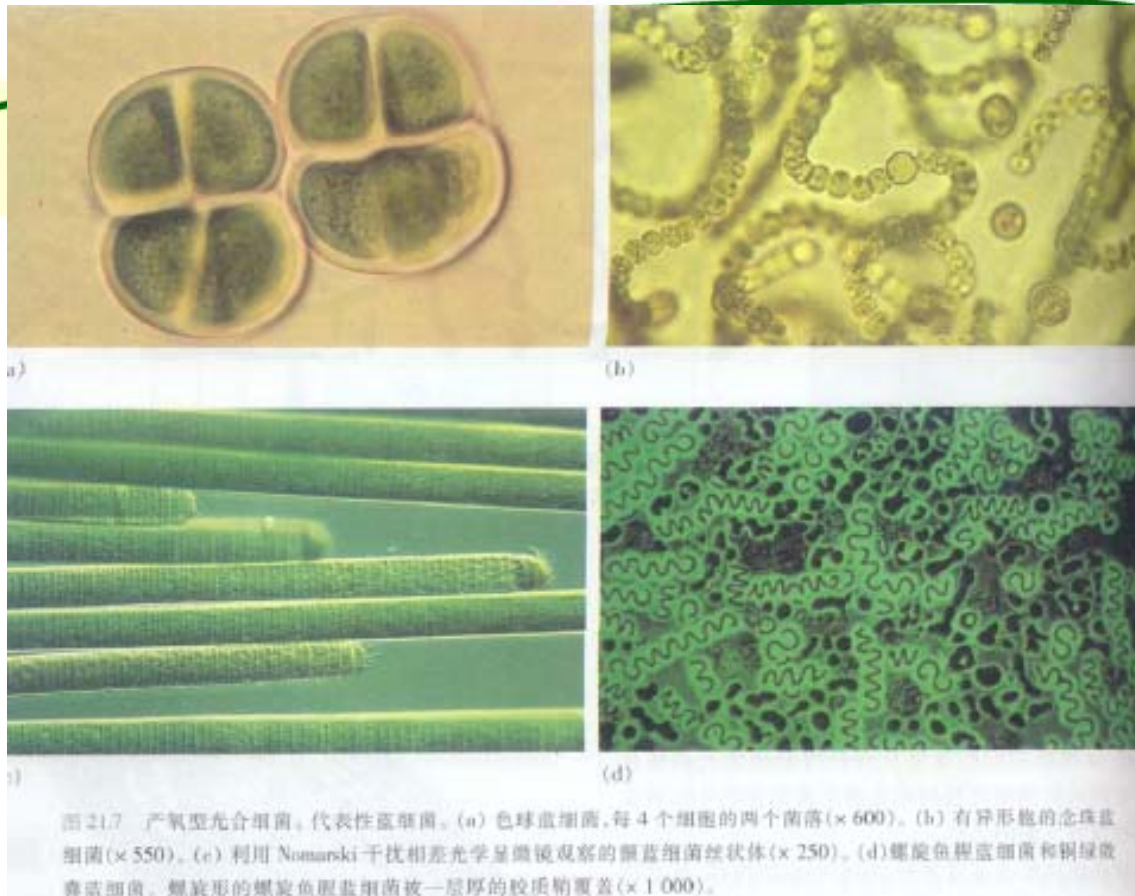 a)
(b)
c)
(d)
图 21.7 产氧型光合细菌。代表性蓝细菌。(a) 色球蓝细菌,每 4 个细胞的两个菌落(× 600)。(b) 有异形胞的念珠蓝
细菌(× 550)。(c) 利用 Nomarski 干扰相差光学显微镜观察的颤蓝细菌丝状体(× 250)。(d)螺旋鱼腥蓝细菌和铜绿微
囊蓝细菌。螺旋形的螺旋鱼腥蓝细菌被一层厚的胶质鞘覆盖(× 1 000)。